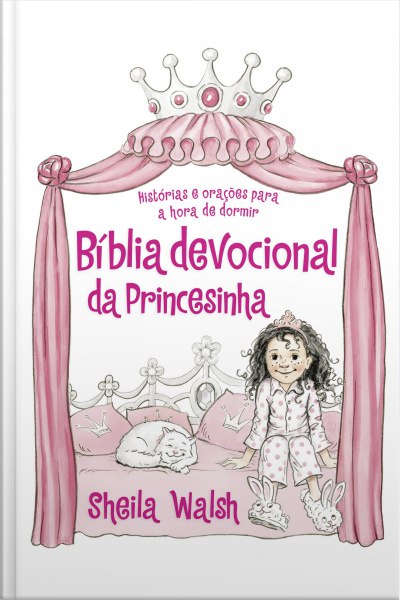 Histórias e orações para
a hora de dormir
Bíblia devocional
da Princesinha
Sheila Walsh